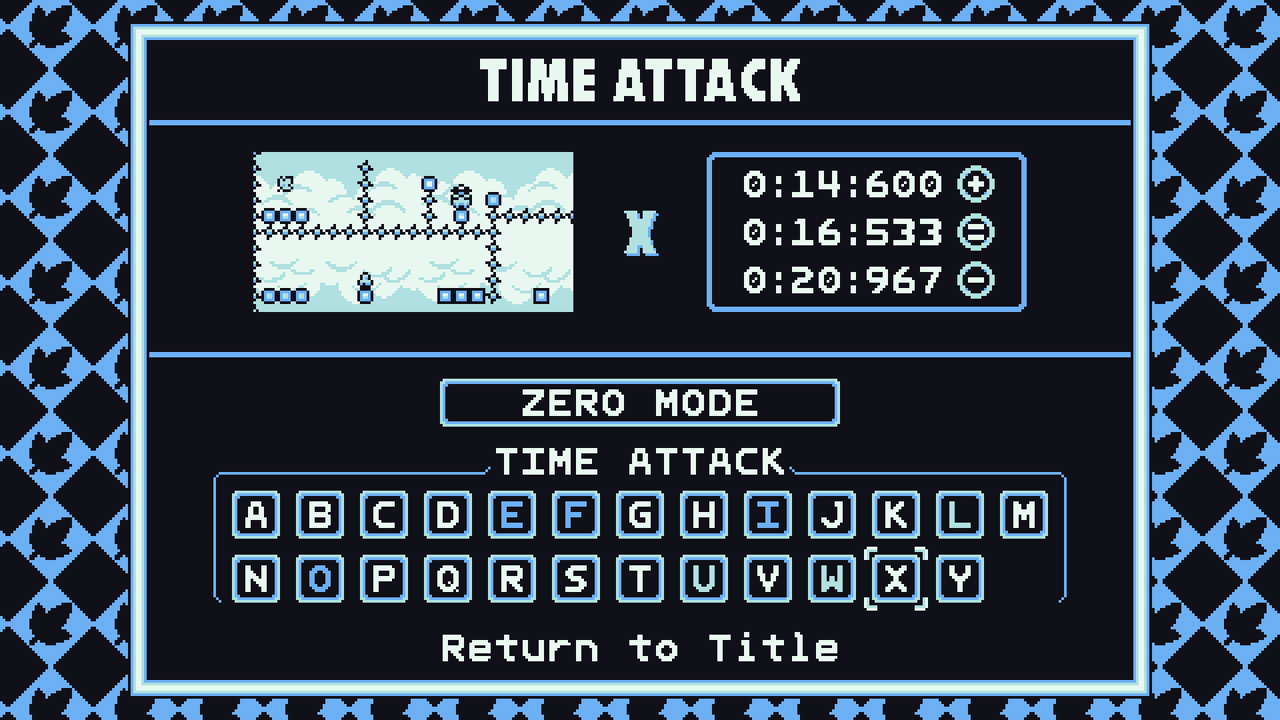 TIME ATTACK
X
0:14:600 +
0:16:533 =
0:20:967 -
ZERO MODE
TIME ATTACK
A B C D E F G H I J K L M
N O P Q R S T U V W X Y
Return to Title